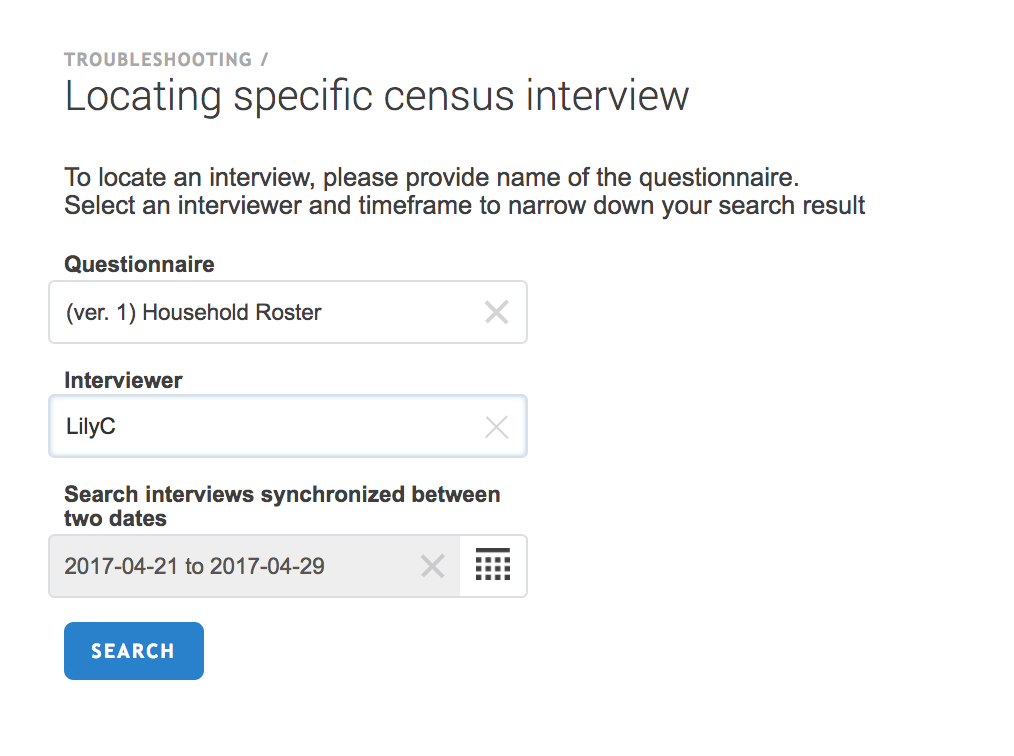 TROUBLESHOOTING /
Locating specific census interview
To locate an interview, please provide name of the questionnaire.
Select an interviewer and timeframe to narrow down your search result
Questionnaire
(ver. 1) Household Roster
Interviewer
LilyC
Search interviews synchronized between
two dates
2017-04-21 to 2017-04-29
SEARCH